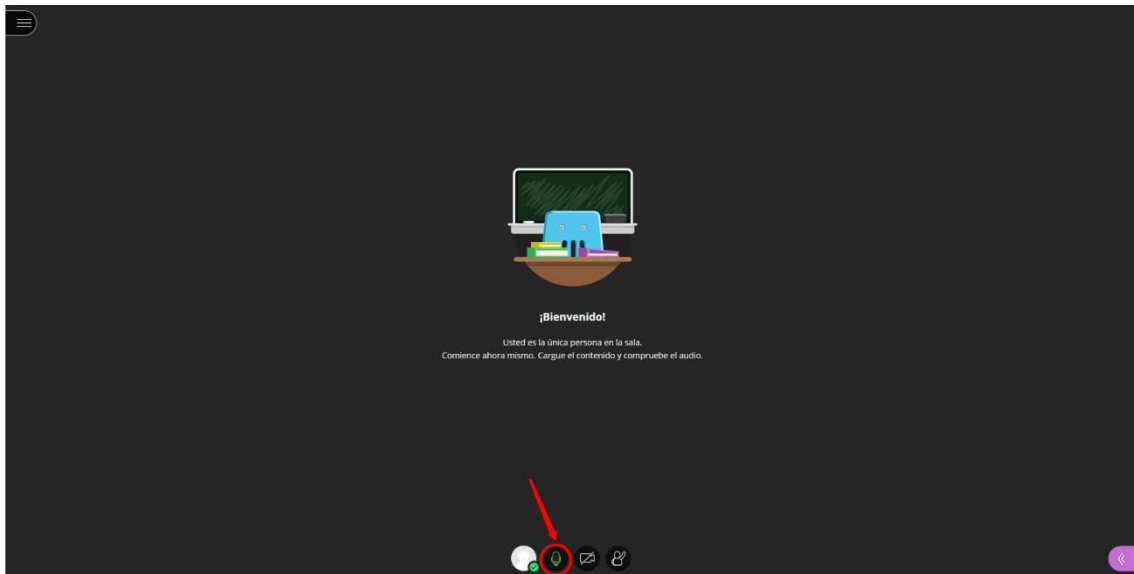 ¡Bienvenido!
Usted es la única persona en la sala.
Comience ahora mismo. Cargue el contenido y compruebe el audio.